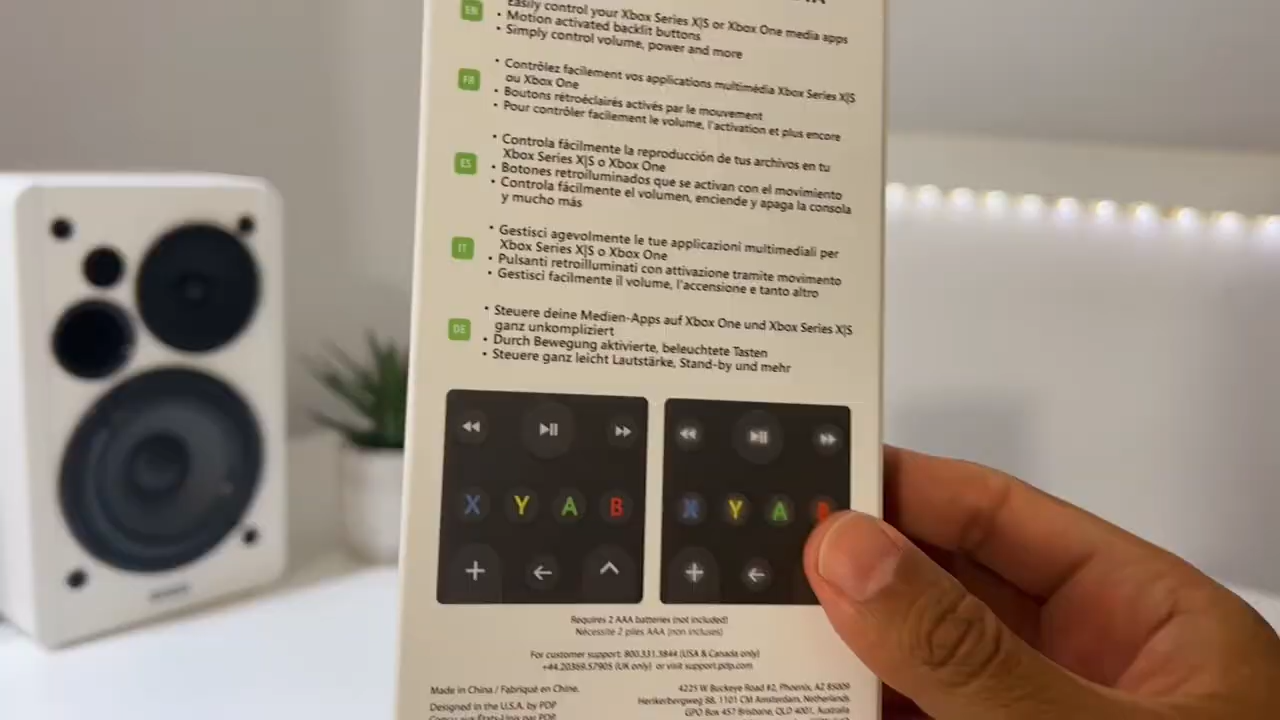 EN
Easily control your Xbox Series X|S or Xbox One media apps
• Motion activated backlit buttons
• Simply control volume, power and more
FR
• Contrôlez facilement vos applications multimédia Xbox Series X|S
ou Xbox One
• Boutons rétroéclairés activés par le mouvement
• Pour contrôler facilement le volume, l'activation et plus encore
ES
• Controla fácilmente la reproducción de tus archivos en tu
Xbox Series X|S o Xbox One
• Botones retroiluminados que se activan con el movimiento
• Controla fácilmente el volumen, enciende y apaga la consola
y mucho más
IT
• Gestisci agevolmente le tue applicazioni multimediali per
Xbox Series X|S o Xbox One
• Pulsanti retroilluminati con attivazione tramite movimento
• Gestisci facilmente il volume, l'accensione e tanto altro
DE
• Steuere deine Medien-Apps auf Xbox One und Xbox Series X|S
ganz unkompliziert
• Durch Bewegung aktivierte, beleuchtete Tasten
• Steuere ganz leicht Lautstärke, Stand-by und mehr
X Y A B
X Y A B
Requires 2 AAA batteries (not included)
Nécessite 2 piles AAA (non incluses)
For customer support: 800.331.3844 (USA & Canada only)
+44.20369.57905 (UK only) or visit support.pdp.com
Made in China / Fabriqué en Chine.
Designed in the U.S.A. by PDP
4225 W Buckeye Road #2, Phoenix, AZ 85009
Herikerbergweg 88, 1101 CM Amsterdam, Netherlands
GPO Box 457 Brisbane, QLD 4001, Australia